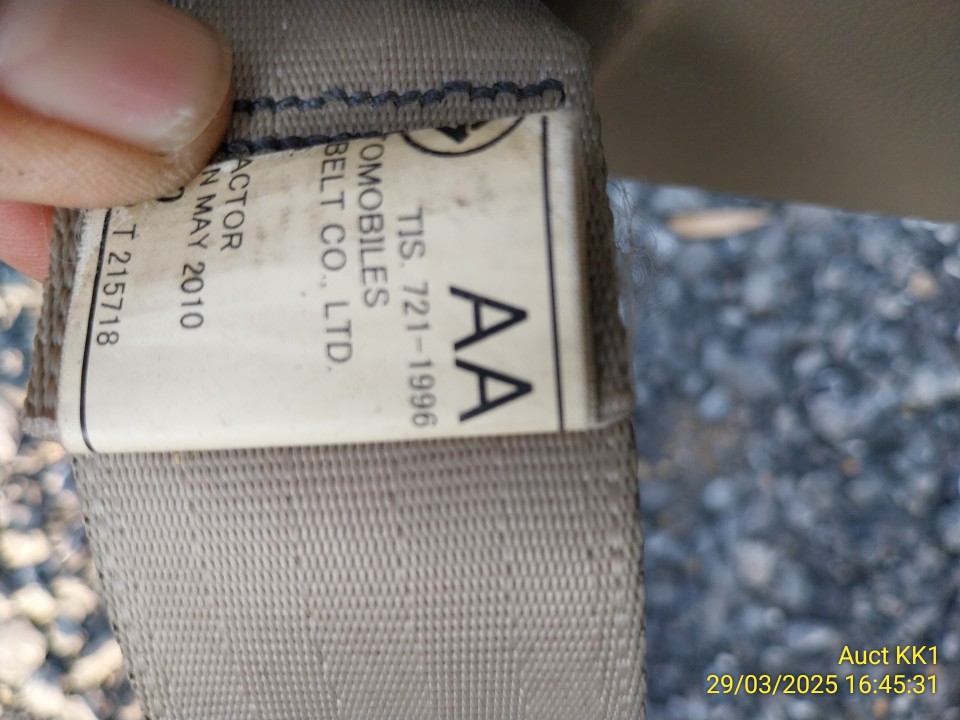 AA
TIS. 721-1996
OMOBILES
BELT CO., LTD.
ACTOR
N MAY 2010
T 215718
Auct KK1
29/03/2025 16:45:31